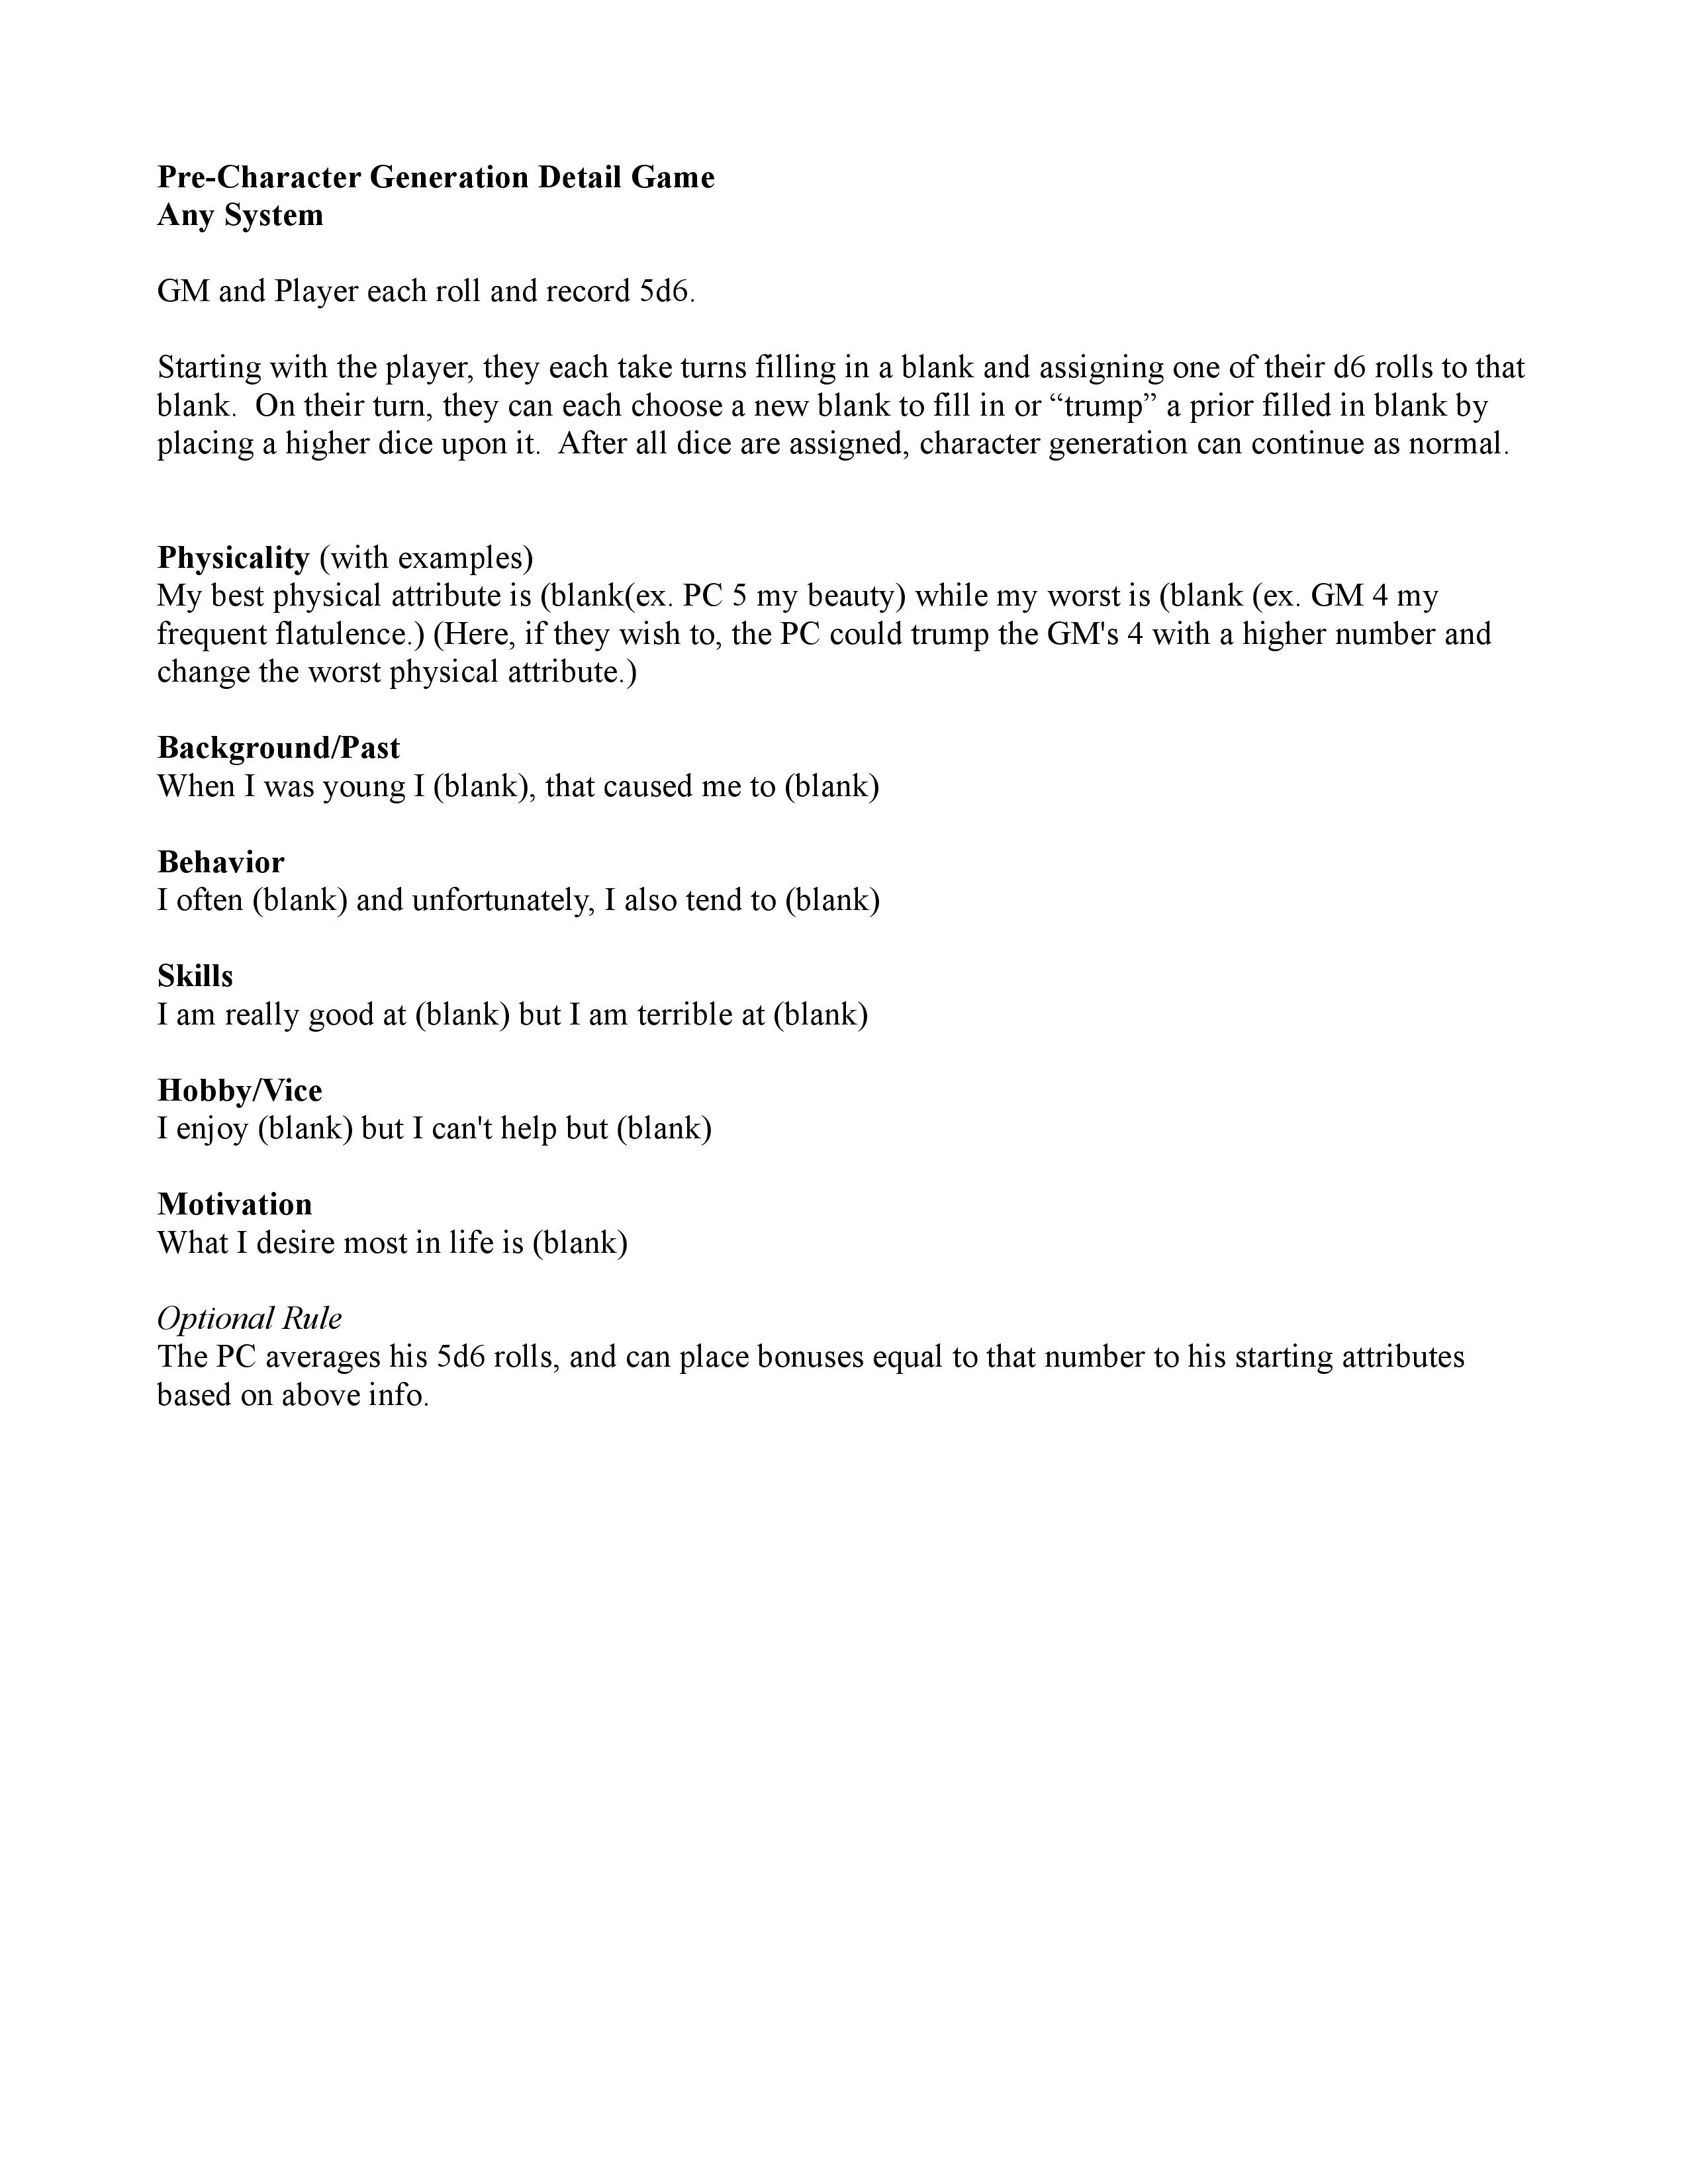 Pre-Character Generation Detail Game
Any System
GM and Player each roll and record 5d6.
Starting with the player, they each take turns filling in a blank and assigning one of their d6 rolls to that
blank.  On their turn, they can each choose a new blank to fill in or “trump” a prior filled in blank by
placing a higher dice upon it.  After all dice are assigned, character generation can continue as normal.
Physicality (with examples)
My best physical attribute is (blank(ex. PC 5 my beauty) while my worst is (blank (ex. GM 4 my
frequent flatulence.) (Here, if they wish to, the PC could trump the GM's 4 with a higher number and
change the worst physical attribute.)
Background/Past
When I was young I (blank), that caused me to (blank)
Behavior
I often (blank) and unfortunately, I also tend to (blank)
Skills
I am really good at (blank) but I am terrible at (blank)
Hobby/Vice
I enjoy (blank) but I can't help but (blank)
Motivation
What I desire most in life is (blank)
Optional Rule
The PC averages his 5d6 rolls, and can place bonuses equal to that number to his starting attributes
based on above info.